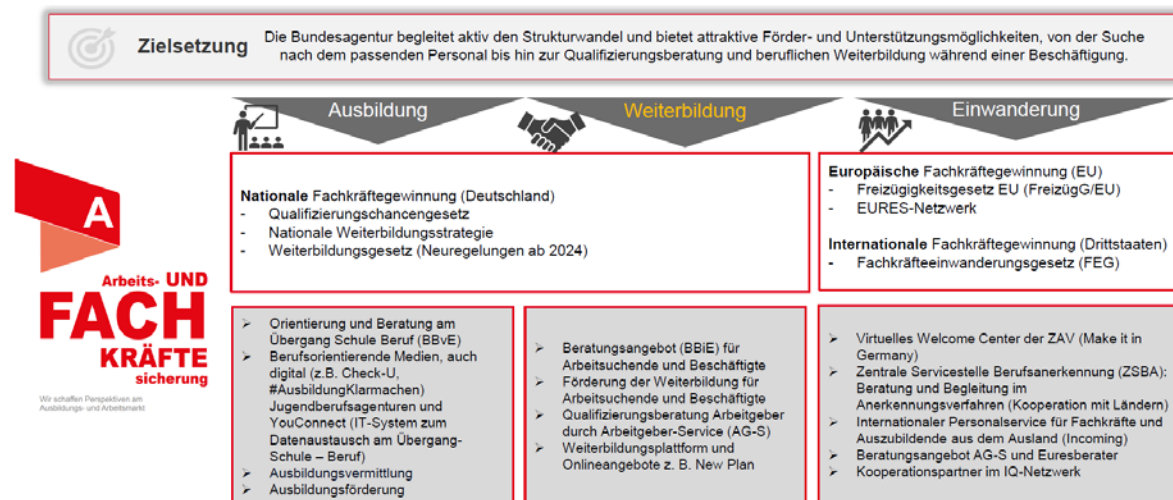 Zielsetzung
Die Bundesagentur begleitet aktiv den Strukturwandel und bietet attraktive Förder- und Unterstützungsmöglichkeiten, von der Suche
nach dem passenden Personal bis hin zur Qualifizierungsberatung und beruflichen Weiterbildung während einer Beschäftigung.
Ausbildung
Weiterbildung
Einwanderung
A
Arbeits- UND
FACH
KRÄFTE
sicherung
Wir schaffen Perspektiven am
Ausbildungs- und Arbeitsmarkt
Nationale Fachkräftegewinnung (Deutschland)
- Qualifizierungschancengesetz
- Nationale Weiterbildungsstrategie
- Weiterbildungsgesetz (Neuregelungen ab 2024)
Europäische Fachkräftegewinnung (EU)
- Freizügigkeitsgesetz EU (FreizügG/EU)
- EURES-Netzwerk
Internationale Fachkräftegewinnung (Drittstaaten)
- Fachkräfteeinwanderungsgesetz (FEG)
➢ Orientierung und Beratung am
Übergang Schule Beruf (BBvE)
➢ Berufsorientierende Medien, auch
digital (z.B. Check-U,
#AusbildungKlarmachen)
Jugendberufsagenturen und
YouConnect (IT-System zum
Datenaustausch am Übergang-
Schule – Beruf)
➢ Ausbildungsvermittlung
➢ Ausbildungsförderung
➢ Beratungsangebot (BBiE) für
Arbeitsuchende und Beschäftigte
➢ Förderung der Weiterbildung für
Arbeitsuchende und Beschäftigte
➢ Qualifizierungsberatung Arbeitgeber
durch Arbeitgeber-Service (AG-S)
➢ Weiterbildungsplattform und
Onlineangebote z. B. New Plan
➢ Virtuelles Welcome Center der ZAV (Make it in
Germany)
➢ Zentrale Servicestelle Berufsanerkennung (ZSBA):
Beratung und Begleitung im
Anerkennungsverfahren (Kooperation mit Ländern)
➢ Internationaler Personalservice für Fachkräfte und
Auszubildende aus dem Ausland (Incoming)
➢ Beratungsangebot AG-S und Euresberater
➢ Kooperationspartner im IQ-Netzwerk